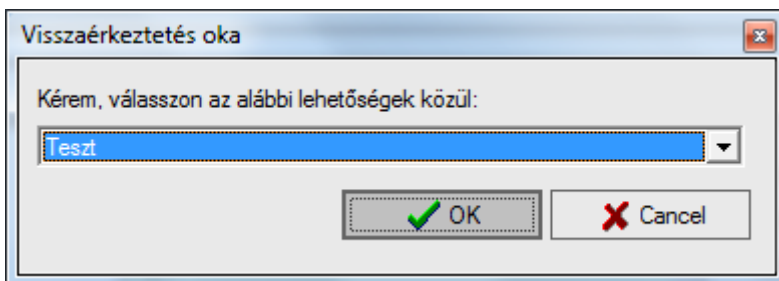 Visszaérkeztetés oka
Kérem, válasszon az alábbi lehetőségek közül:
Teszt
OK
Cancel